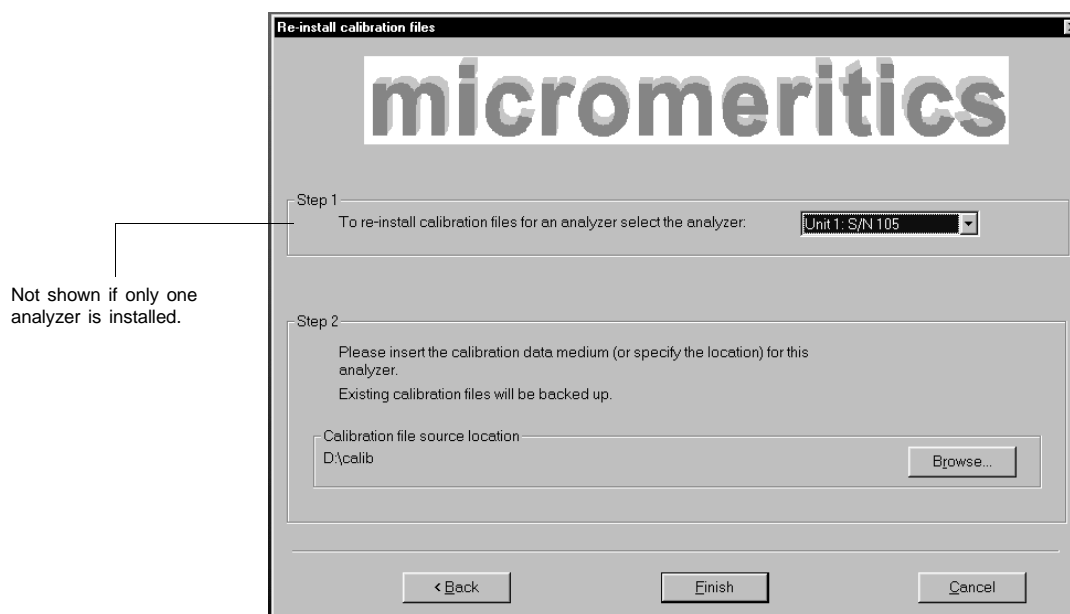 Re-install calibration files
micromeritics
Step 1
To re-install calibration files for an analyzer select the analyzer:
Unit 1: S/N 105
Not shown if only one
analyzer is installed.
Step 2
Please insert the calibration data medium (or specify the location) for this
analyzer.
Existing calibration files will be backed up.
Calibration file source location
D:\calib
Browse...
< Back
Finish
Cancel